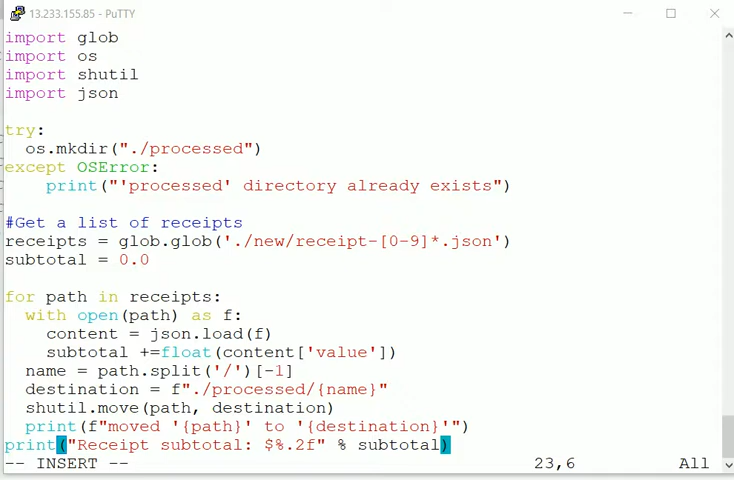 13.233.155.85 - PuTTY
import glob
import os
import shutil
import json
try:
  os.mkdir("./processed")
except OSError:
    print("'processed' directory already exists")
#Get a list of receipts
receipts = glob.glob('./new/receipt-[0-9]*.json')
subtotal = 0.0
for path in receipts:
  with open(path) as f:
    content = json.load(f)
    subtotal +=float(content['value'])
  name = path.split('/')[-1]
  destination = f"./processed/{name}"
  shutil.move(path, destination)
  print(f"moved '{path}' to '{destination}'")
print("Receipt subtotal: $%.2f" % subtotal)
-- INSERT -- 23,6 All